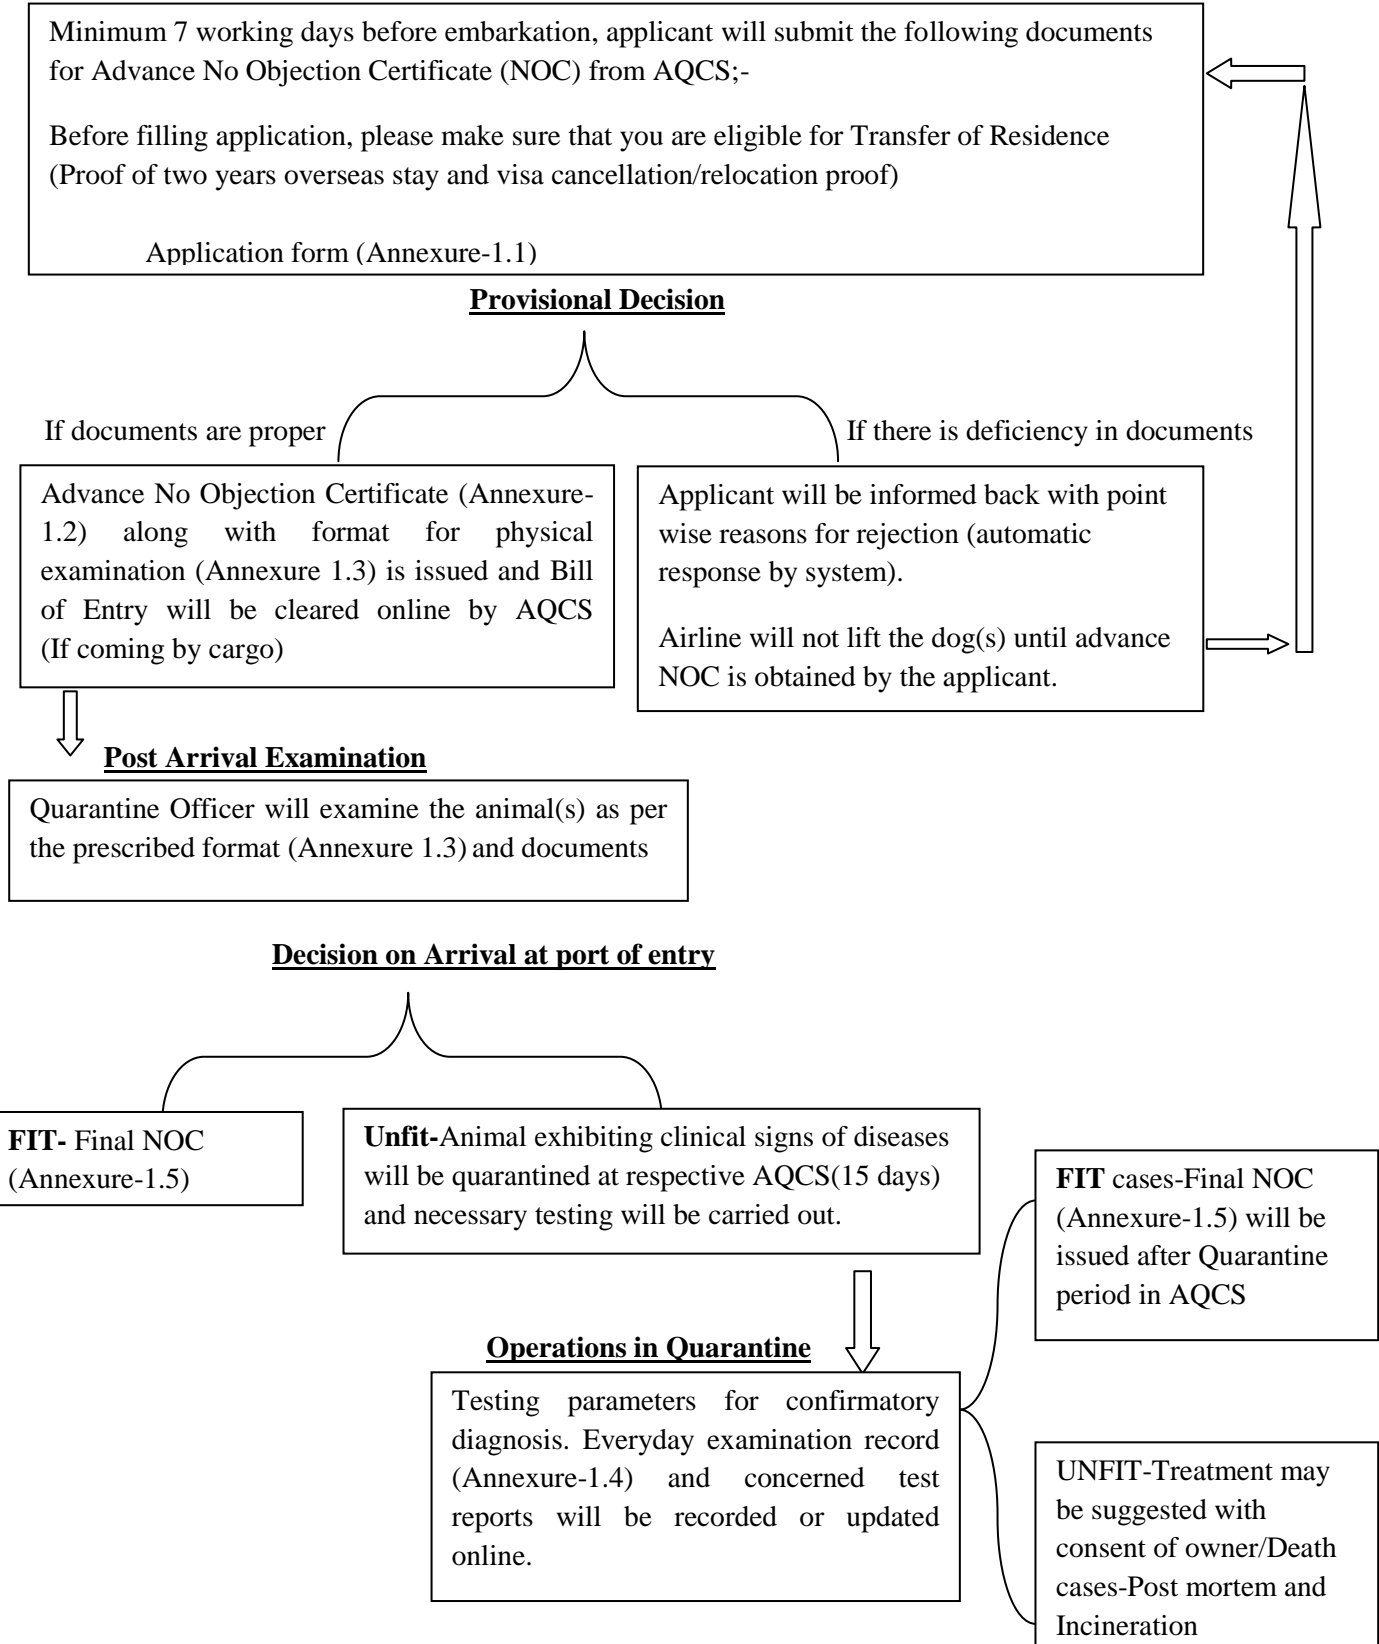 Minimum 7 working days before embarkation, applicant will submit the following documents
for Advance No Objection Certificate (NOC) from AQCS;-
Before filling application, please make sure that you are eligible for Transfer of Residence
(Proof of two years overseas stay and visa cancellation/relocation proof)
Application form (Annexure-1.1)
Provisional Decision
If documents are proper
If there is deficiency in documents
Advance No Objection Certificate (Annexure-
1.2) along with format for physical
examination (Annexure 1.3) is issued and Bill
of Entry will be cleared online by AQCS
(If coming by cargo)
Applicant will be informed back with point
wise reasons for rejection (automatic
response by system).
Airline will not lift the dog(s) until advance
NOC is obtained by the applicant.
Post Arrival Examination
Quarantine Officer will examine the animal(s) as per
the prescribed format (Annexure 1.3) and documents
Decision on Arrival at port of entry
FIT- Final NOC
(Annexure-1.5)
Unfit-Animal exhibiting clinical signs of diseases
will be quarantined at respective AQCS(15 days)
and necessary testing will be carried out.
FIT cases-Final NOC
(Annexure-1.5) will be
issued after Quarantine
period in AQCS
Operations in Quarantine
Testing parameters for confirmatory
diagnosis. Everyday examination record
(Annexure-1.4) and concerned test
reports will be recorded or updated
online.
UNFIT-Treatment may
be suggested with
consent of owner/Death
cases-Post mortem and
Incineration